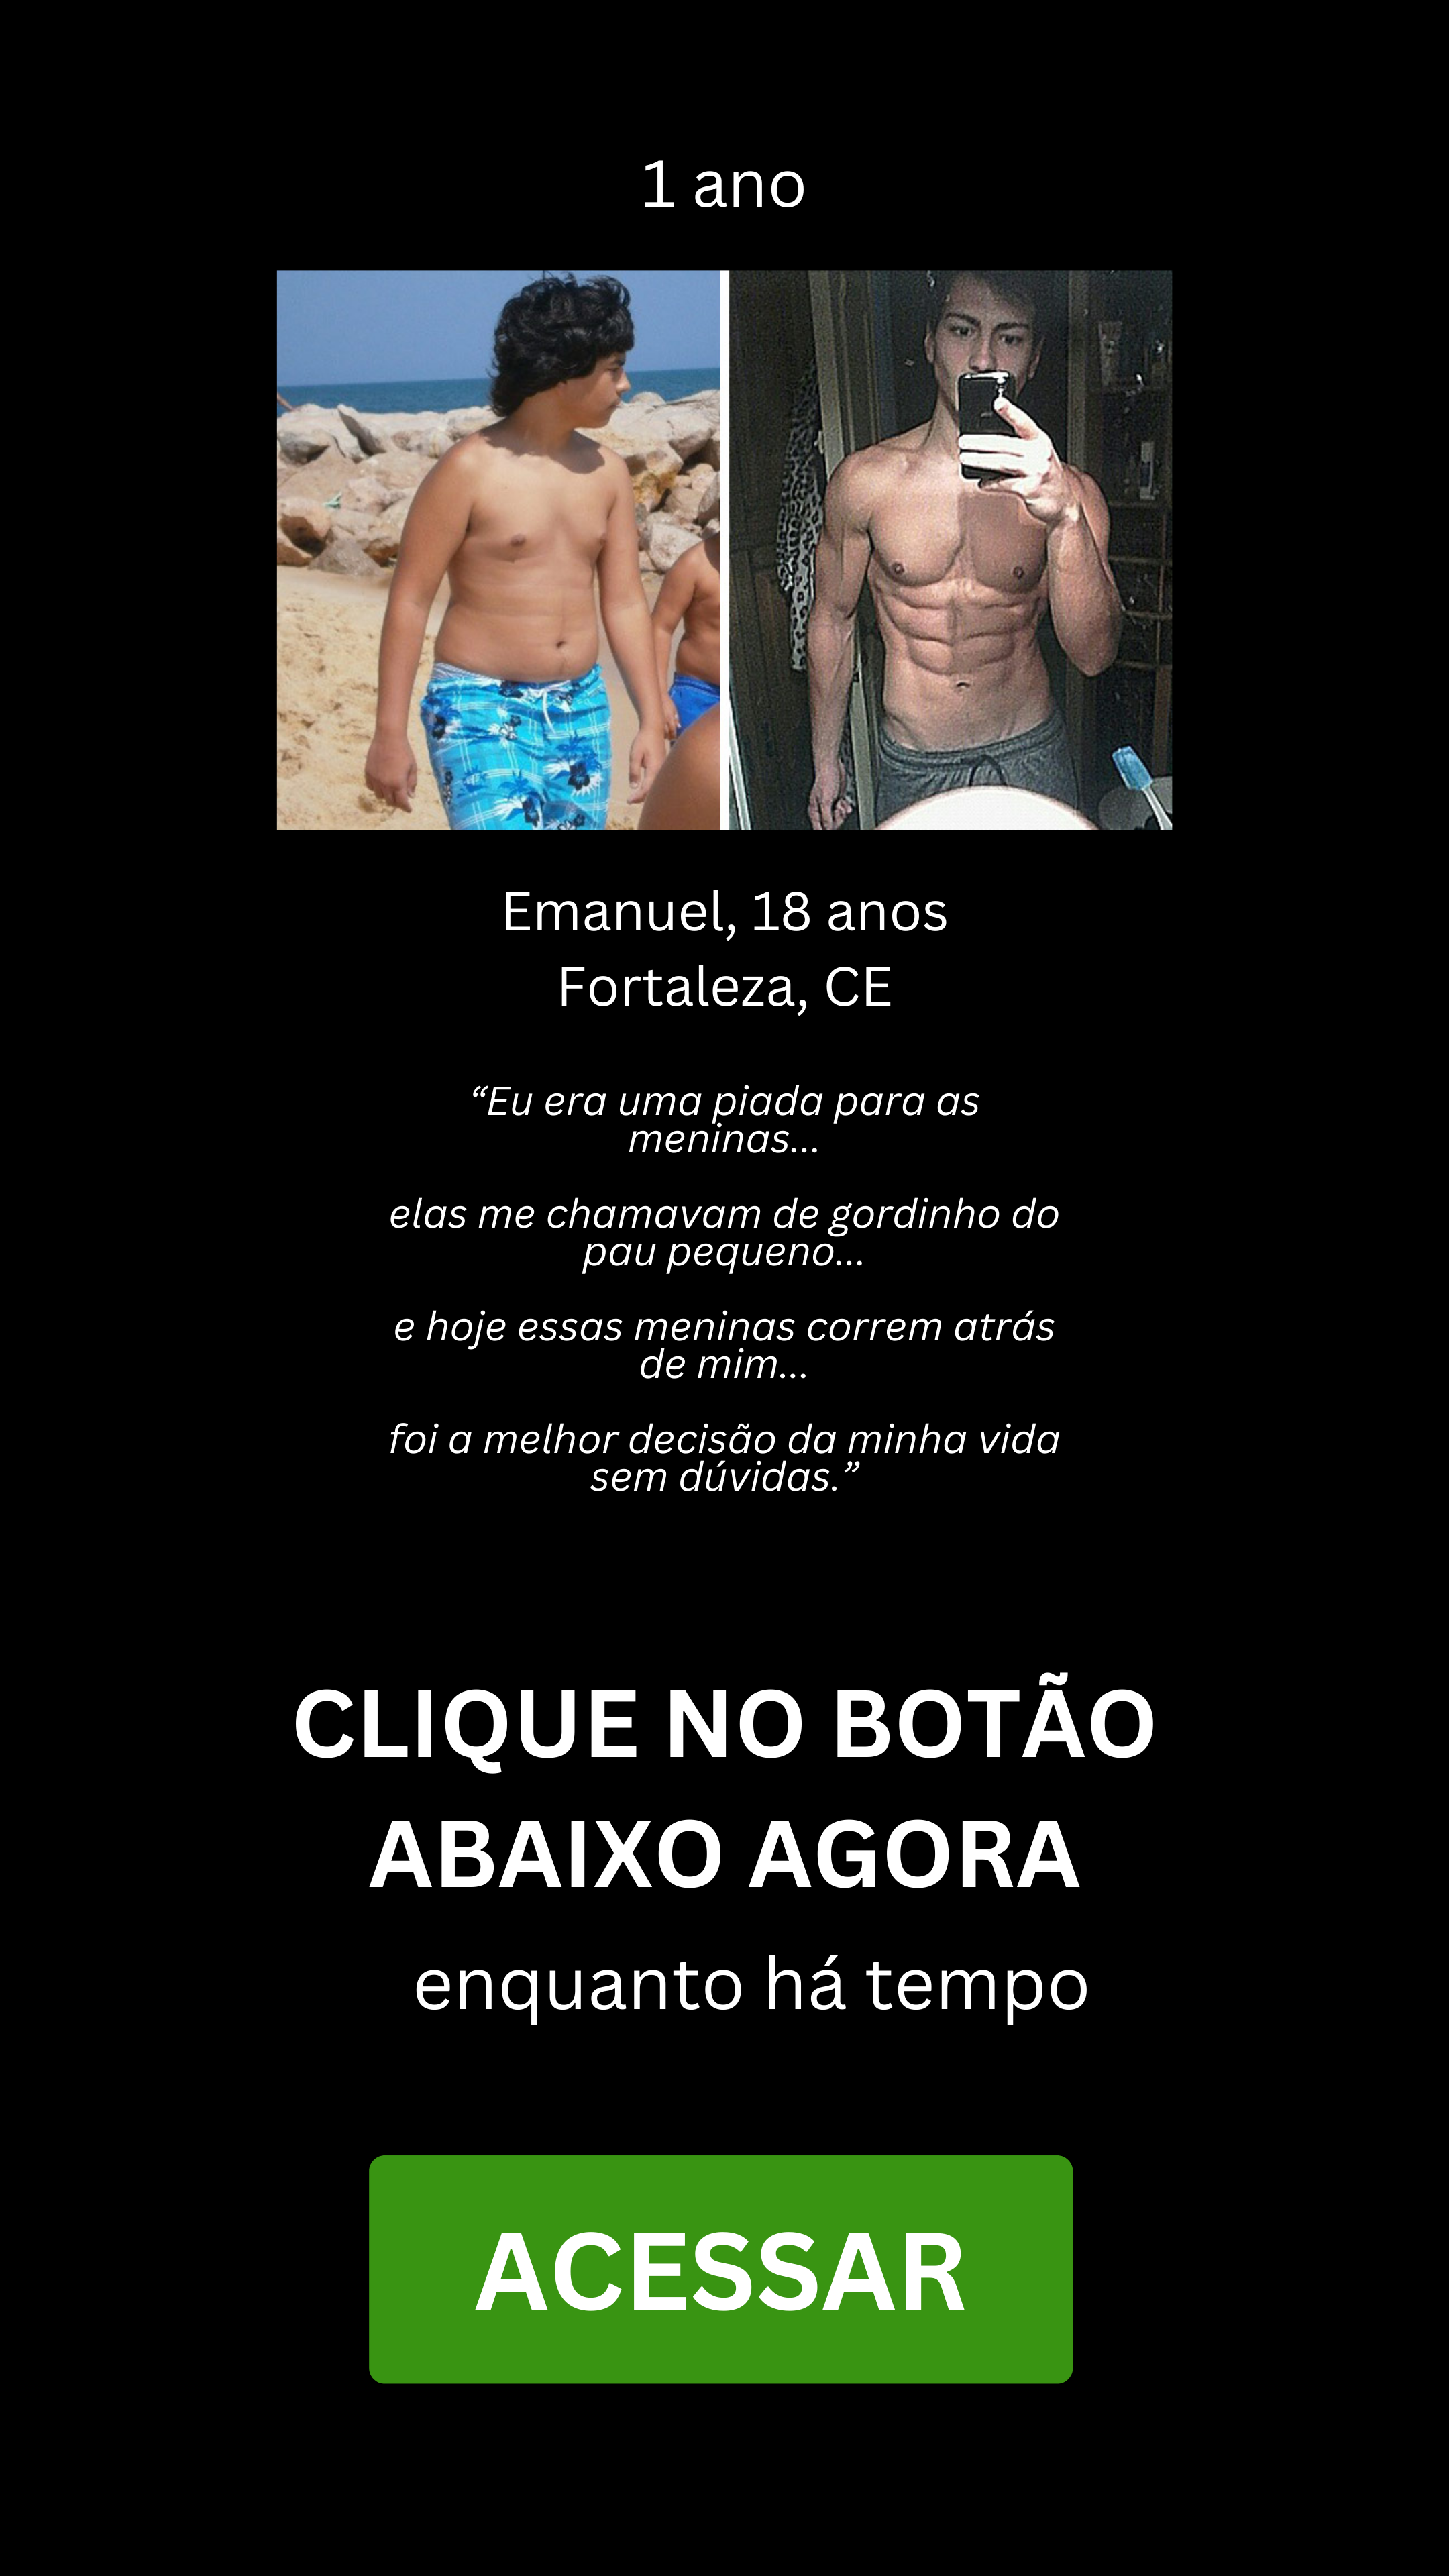 1 ano
Emanuel, 18 anos
Fortaleza, CE
“Eu era uma piada para as
meninas...
elas me chamavam de gordinho do
pau pequeno...
e hoje essas meninas correm atrás
de mim...
foi a melhor decisão da minha vida
sem dúvidas.”
CLIQUE NO BOTÃO
ABAIXO AGORA
enquanto há tempo
ACESSAR